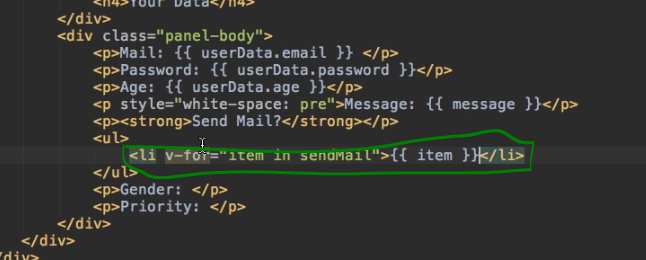 <h4>Your Data</h4>
</div>
<div class="panel-body">
<p>Mail: {{ userData.email }} </p>
<p>Password: {{ userData.password }}</p>
<p>Age: {{ userData.age }}</p>
<p style="white-space: pre">Message: {{ message }}</p>
<p><strong>Send Mail?</strong></p>
<ul>
<li v-for="item in sendMail">{{ item }}</li>
</ul>
<p>Gender: </p>
<p>Priority: </p>
</div>
</div>
</div>